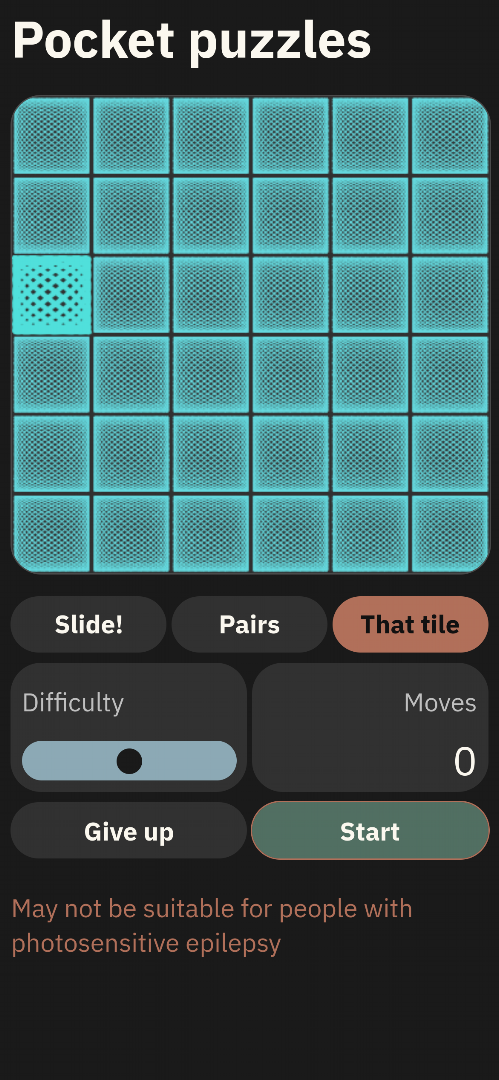 Pocket puzzles
Slide!
Pairs
That tile
Difficulty
Moves
0
Give up
Start
May not be suitable for people with
photosensitive epilepsy